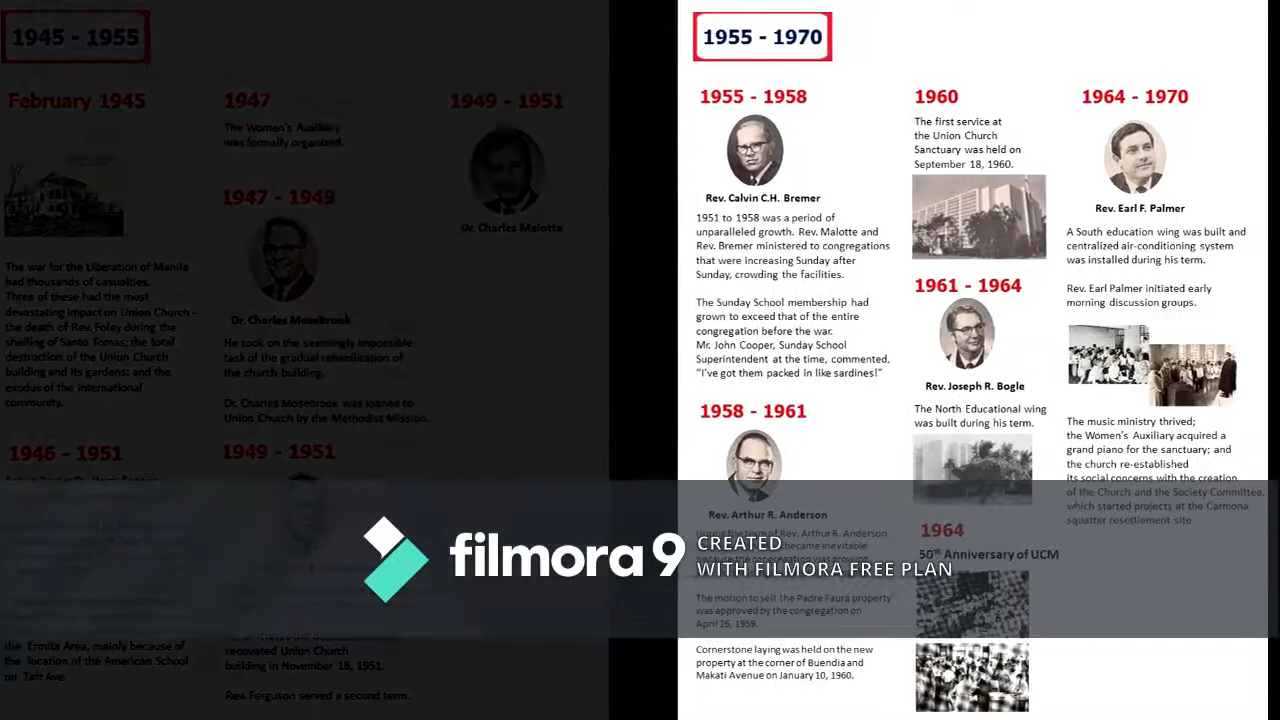 1945 - 1955
February 1945
The war for the Liberation of Manila
had thousands of casualties.
Three of these had the most
devastating impact on Union Church -
the death of Rev. Foley during the
shelling of Santo Tomas; the total
destruction of the Union Church
building and its gardens; and the
exodus of the international
community.
1946 - 1951
the Ermita Area, mainly because of
the location of the American School
on Taft Ave.
1947
The Women's Auxiliary
was formally organized.
1947 - 1949
Dr. Charles Mosebrook
He took on the seemingly impossible
task of the gradual rehabilitation of
the church building.
Dr. Charles Mosebrook was loaned to
Union Church by the Methodist Mission.
1949 - 1951
renovated Union Church
building in November 18, 1951.
Rev. Ferguson served a second term.
1949 - 1951
Dr. Charles Malotte
1955 - 1970
1955 - 1958
Rev. Calvin C.H. Bremer
1951 to 1958 was a period of
unparalleled growth. Rev. Malotte and
Rev. Bremer ministered to congregations
that were increasing Sunday after
Sunday, crowding the facilities.
The Sunday School membership had
grown to exceed that of the entire
congregation before the war.
Mr. John Cooper, Sunday School
Superintendent at the time, commented,
"I've got them packed in like sardines!"
1958 - 1961
Rev. Arthur R. Anderson
During the term of Rev. Arthur R. Anderson
became inevitable
because the congregation was growing
The motion to sell the Padre Faura property
was approved by the congregation on
April 26, 1959.
Cornerstone laying was held on the new
property at the corner of Buendia and
Makati Avenue on January 10, 1960.
1960
The first service at
the Union Church
Sanctuary was held on
September 18, 1960.
1961 - 1964
Rev. Joseph R. Bogle
The North Educational wing
was built during his term.
1964
50th Anniversary of UCM
1964 - 1970
Rev. Earl F. Palmer
A South education wing was built and
centralized air-conditioning system
was installed during his term.
Rev. Earl Palmer initiated early
morning discussion groups.
The music ministry thrived;
the Women's Auxiliary acquired a
grand piano for the sanctuary; and
the church re-established
its social concerns with the creation
of the Church and the Society Committee,
which started projects at the Carmona
squatter resettlement site
filmora9
CREATED
WITH FILMORA FREE PLAN